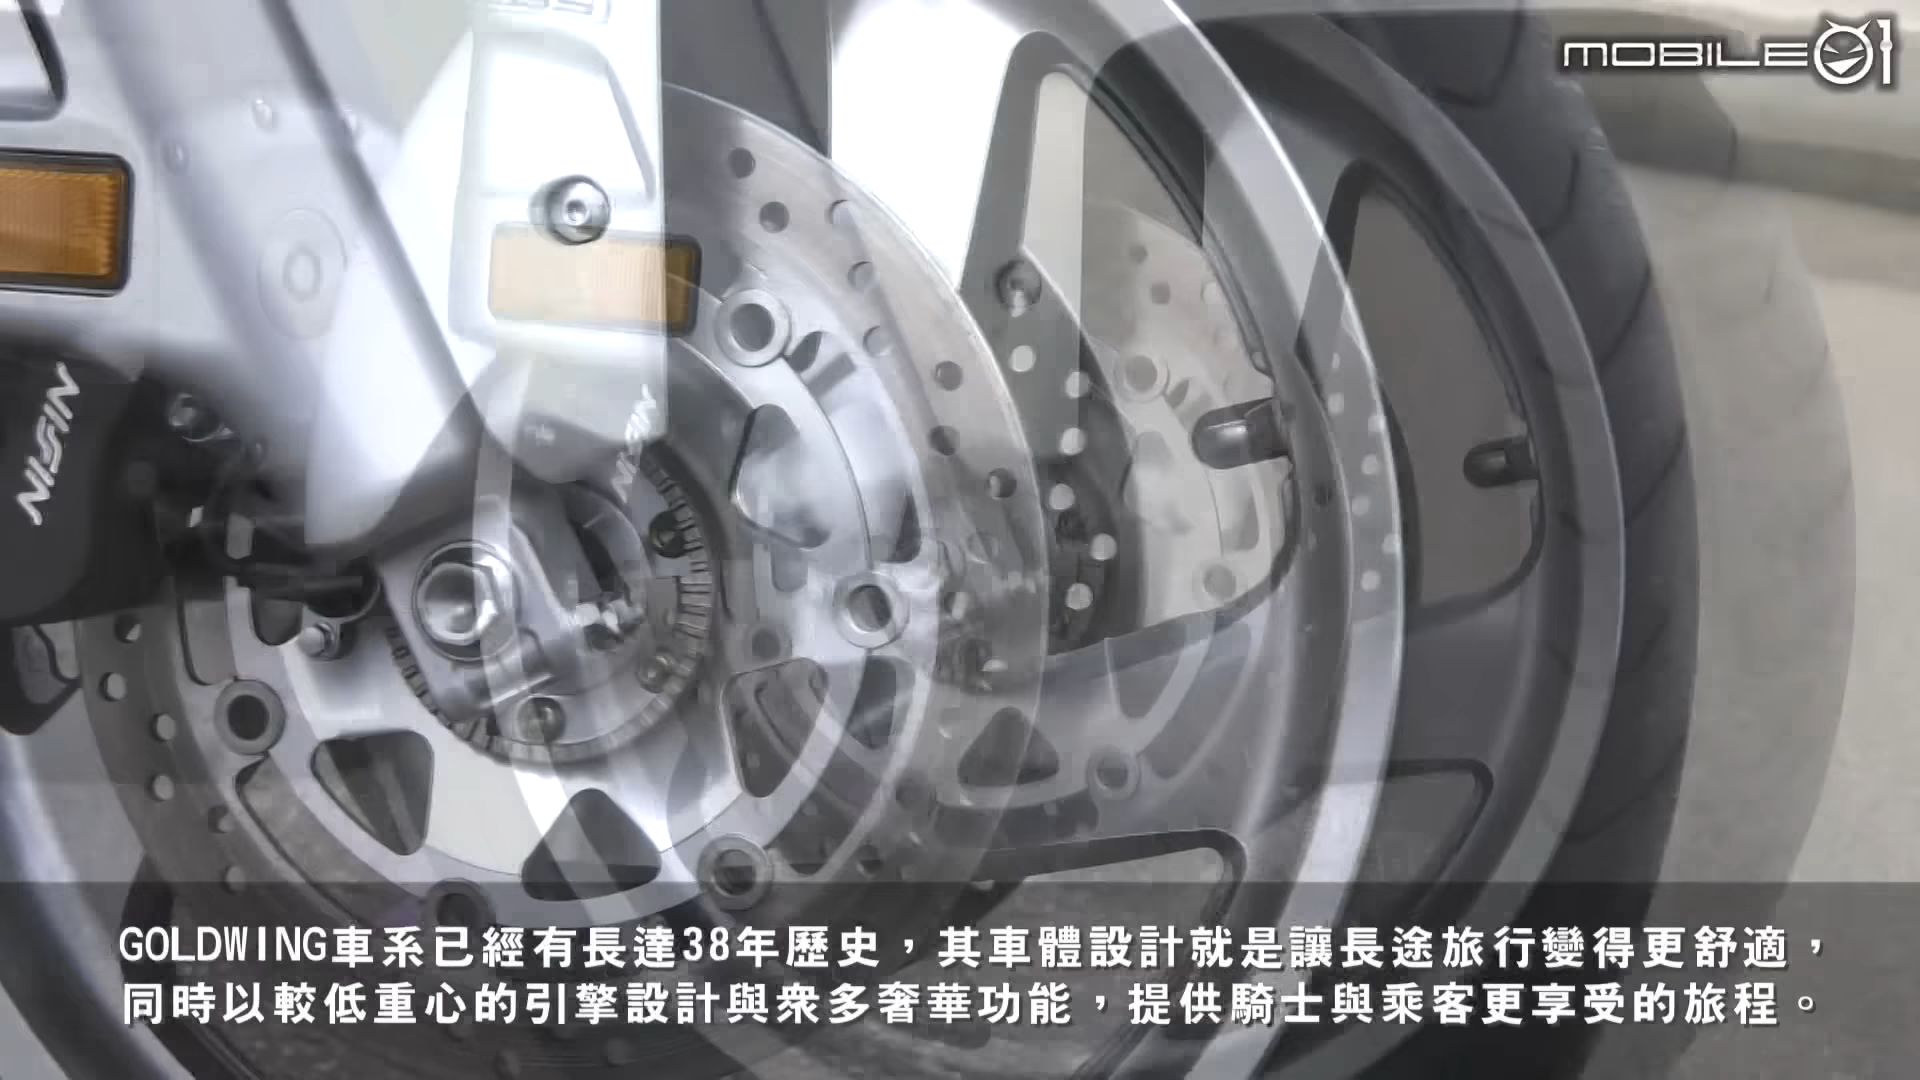 MOBILE01
NISSIN
NISSIN
GOLDWING車系已經有長達38年歷史，其車體設計就是讓長途旅行變得更舒適，
同時以較低重心的引擎設計與眾多奢華功能，提供騎士與乘客更享受的旅程。